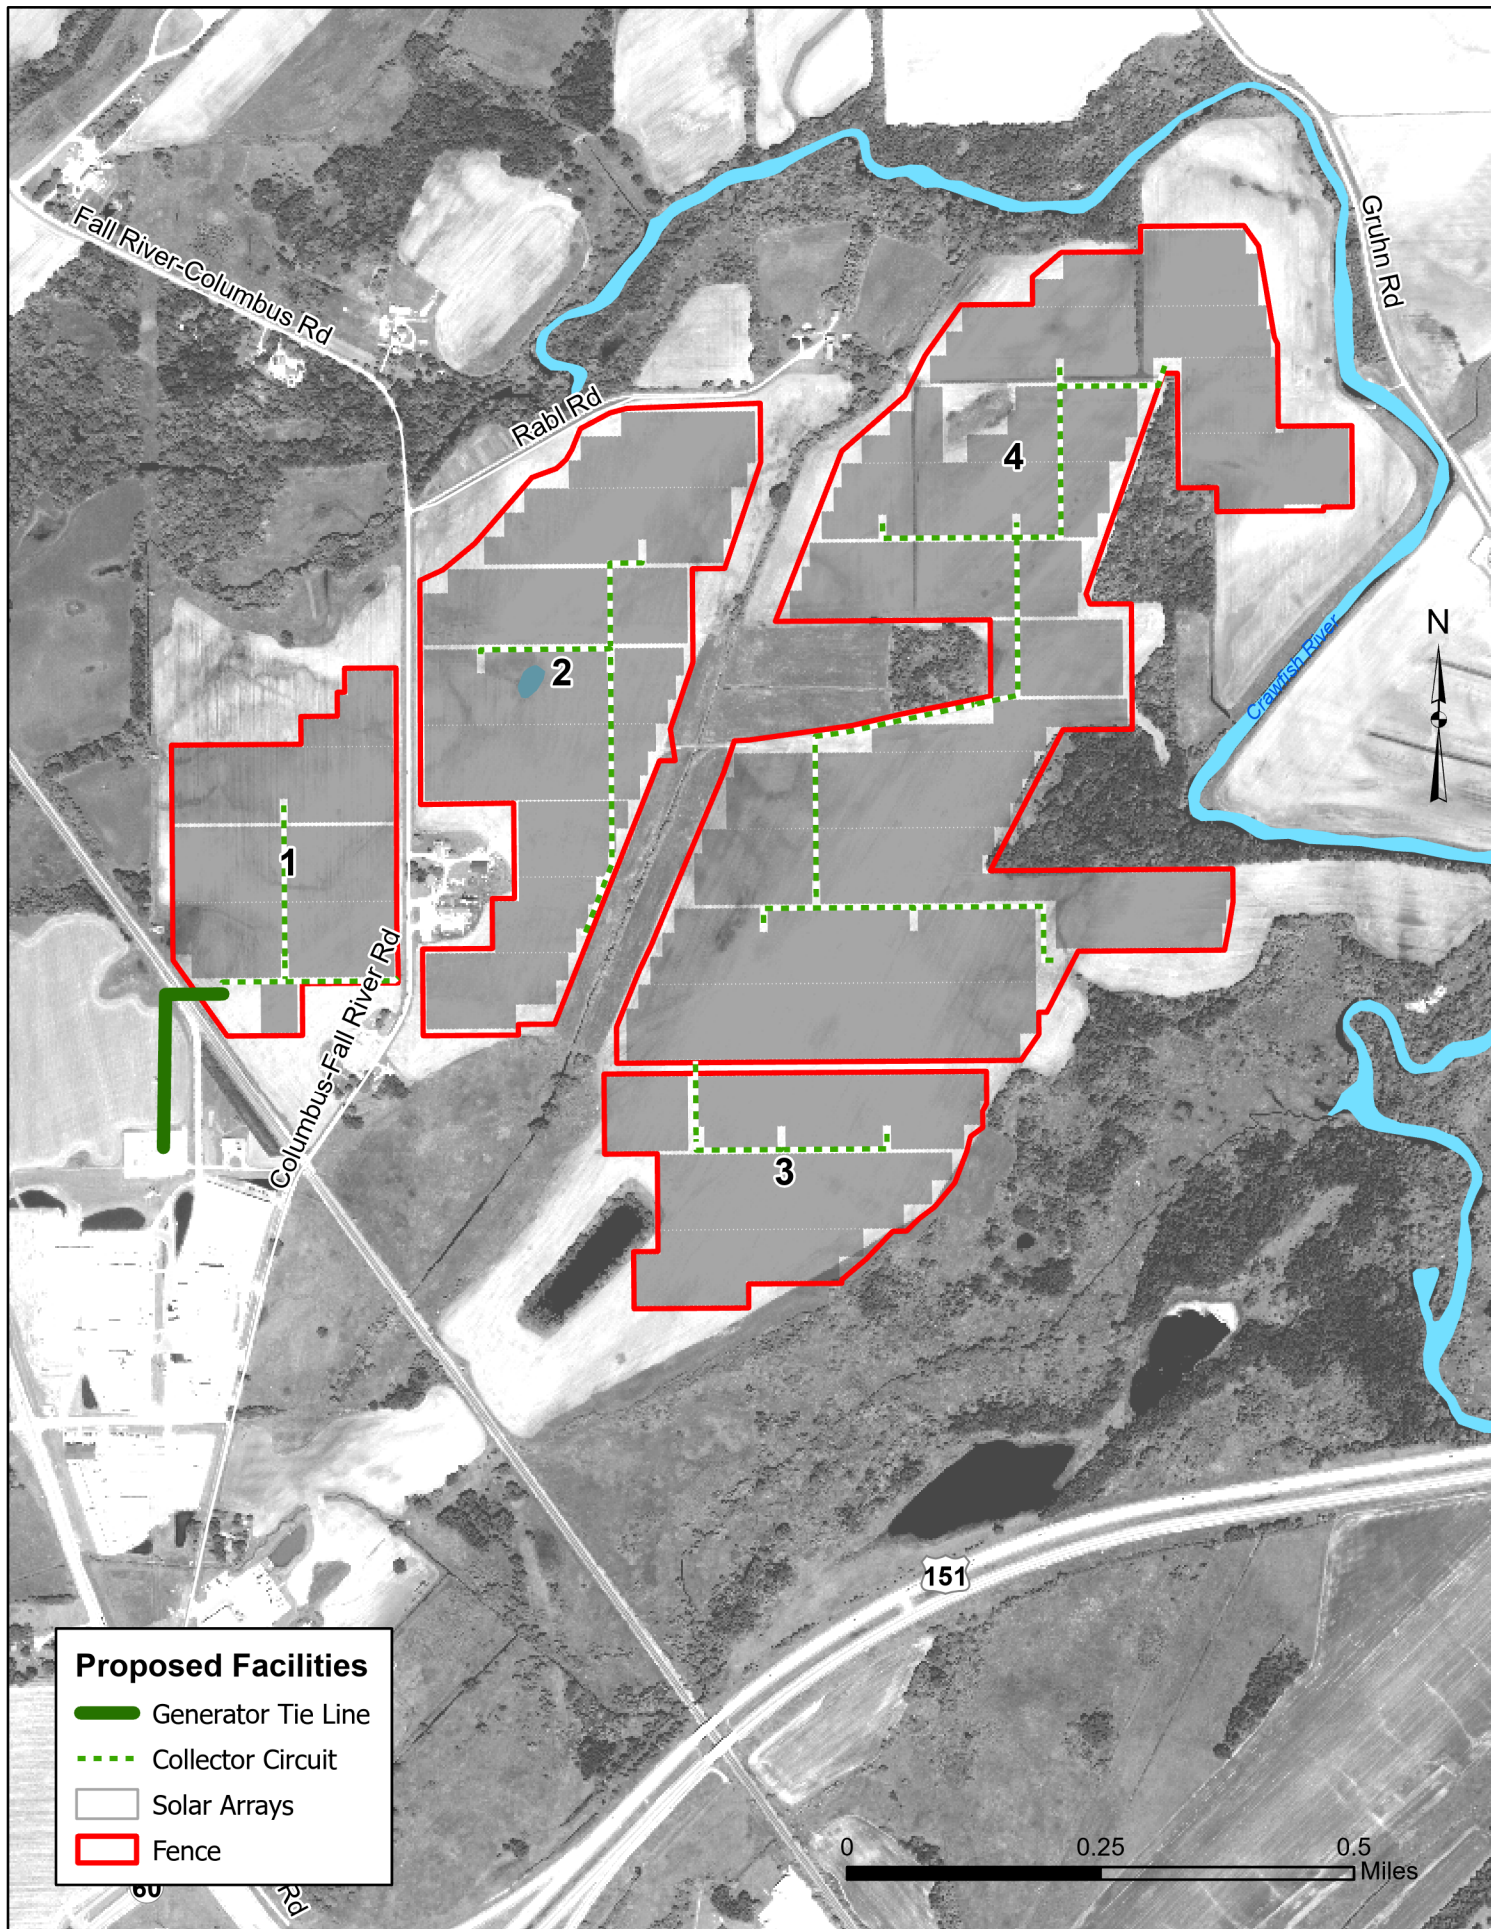 Fall River-Columbus Rd
Gruhn Rd
Rabl Rd
4
2
N
Crawfish River
1
Columbus-Fall River Rd
3
151
Proposed Facilities
Generator Tie Line
Collector Circuit
Solar Arrays
Fence
0 0.25 0.5
Miles
60
Rd